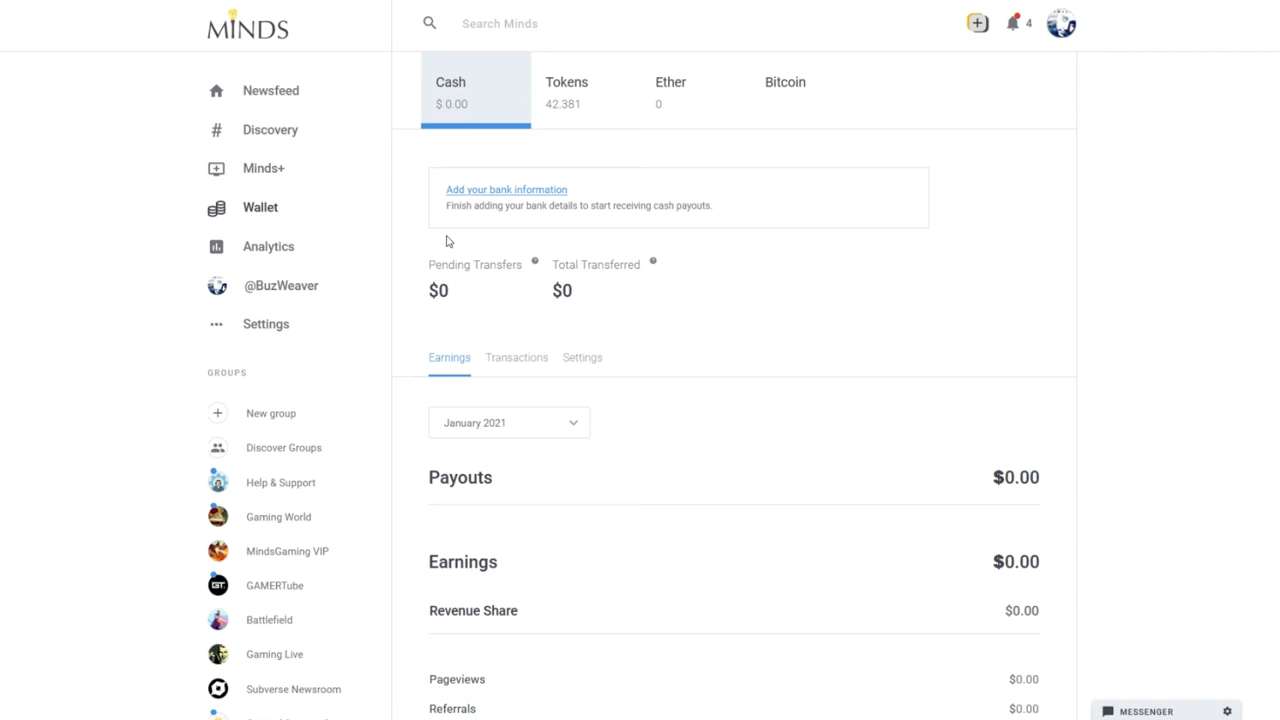 MINDS
Search Minds
4
Newsfeed
Discovery
Minds+
Wallet
Analytics
@BuzWeaver
Settings
GROUPS
New group
Discover Groups
Help & Support
Gaming World
MindsGaming VIP
GAMERTube
Battlefield
Gaming Live
Subverse Newsroom
Cash
$ 0.00
Tokens
42.381
Ether
0
Bitcoin
Add your bank information
Finish adding your bank details to start receiving cash payouts.
Pending Transfers
$0
Total Transferred
$0
Earnings Transactions Settings
January 2021
Payouts $0.00
Earnings $0.00
Revenue Share $0.00
Pageviews $0.00
Referrals $0.00
MESSENGER